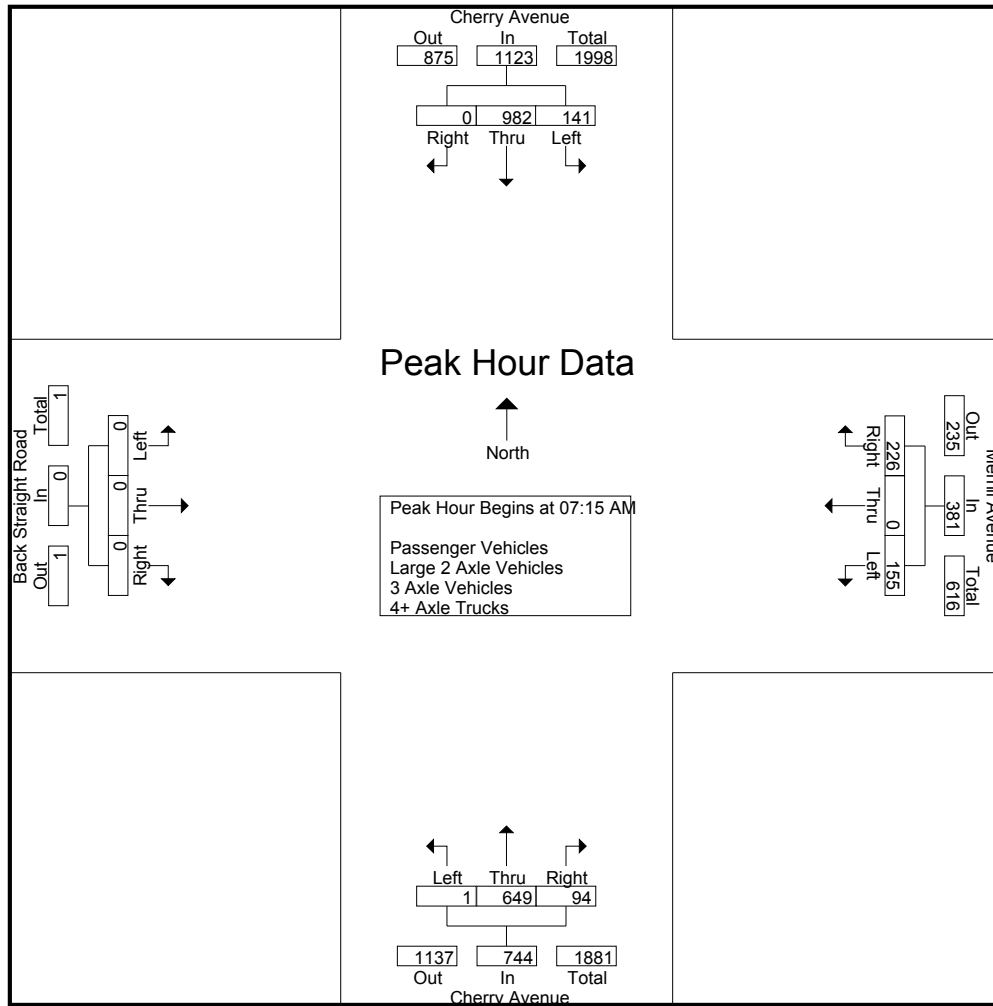 Cherry Avenue
Out In Total
875 1123 1998
0 982 141
Right Thru Left
Peak Hour Data
North
Peak Hour Begins at 07:15 AM
Passenger Vehicles
Large 2 Axle Vehicles
3 Axle Vehicles
4+ Axle Trucks
Back Straight Road
Out In Total
1 0 1
Right Thru Left
0 0 0
Avenue
Out In Total
235 381 616
Right Thru Left
226 0 155
Left Thru Right
1 649 94
1137 744 1881
Out In Total
Cherry Avenue